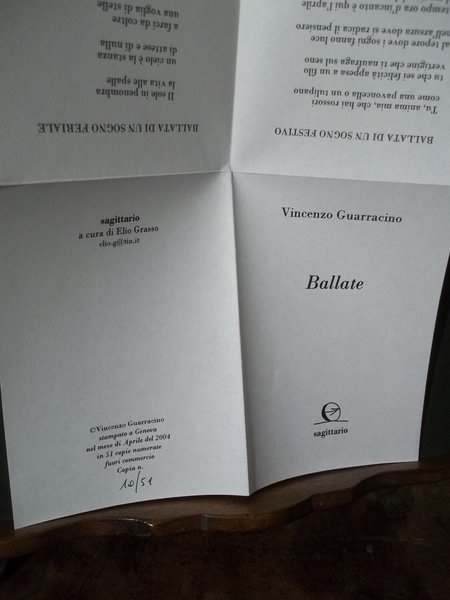 sagittario
a cura di Elio Grasso
elio.g@tin.it
©Vincenzo Guarracino
stampato a Genova
nel mese di Aprile del 2004
in 51 copie numerate
fuori commercio
Copia n.
10/51
Vincenzo Guarracino
Ballate
sagittario
BALLATA DI UN SOGNO FESTIVO
Tu, anima mia, che hai rossori
come una o un tulipano
tu che sei felicità appesa a un filo
vertigine che ti naufraga sul seno
al tepore dove i sogni fanno luce
nell'arsura dove si radica il pensiero
tempo ora d'incanto è qui l'aprile
BALLATA DI UN SOGNO FERIALE
Il sole in penombra
la vita alle spalle
un cielo è la stanza
di attese e di nulla
a farci da coltre
una voglia di stelle